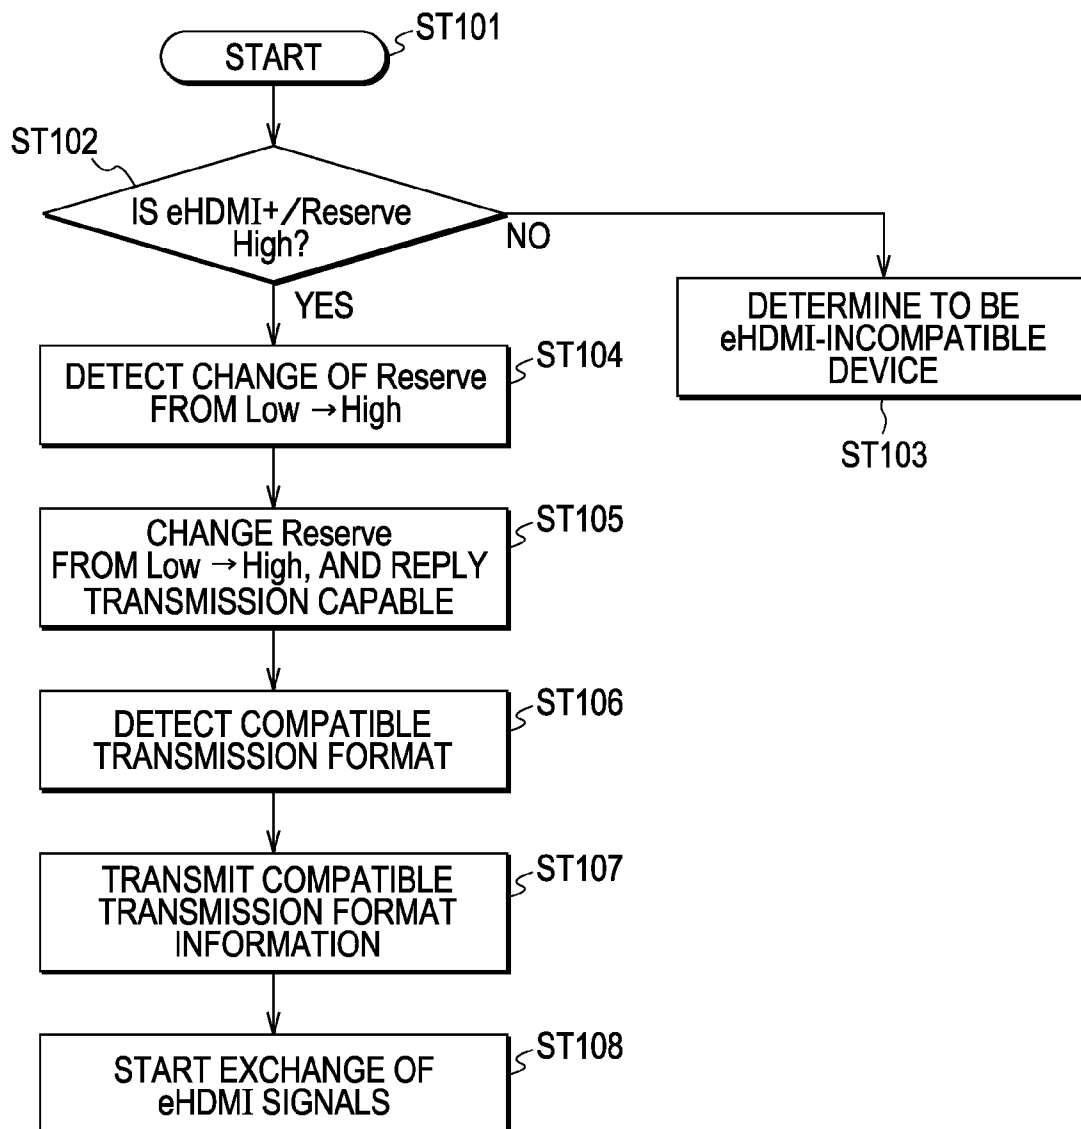 START
ST101
ST102
IS eHDMI+/Reserve
High?
NO
YES
DETERMINE TO BE
eHDMI-INCOMPATIBLE
DEVICE
ST103
DETECT CHANGE OF Reserve
FROM Low → High
ST104
CHANGE Reserve
FROM Low → High, AND REPLY
TRANSMISSION CAPABLE
ST105
DETECT COMPATIBLE
TRANSMISSION FORMAT
ST106
TRANSMIT COMPATIBLE
TRANSMISSION FORMAT
INFORMATION
ST107
START EXCHANGE OF
eHDMI SIGNALS
ST108